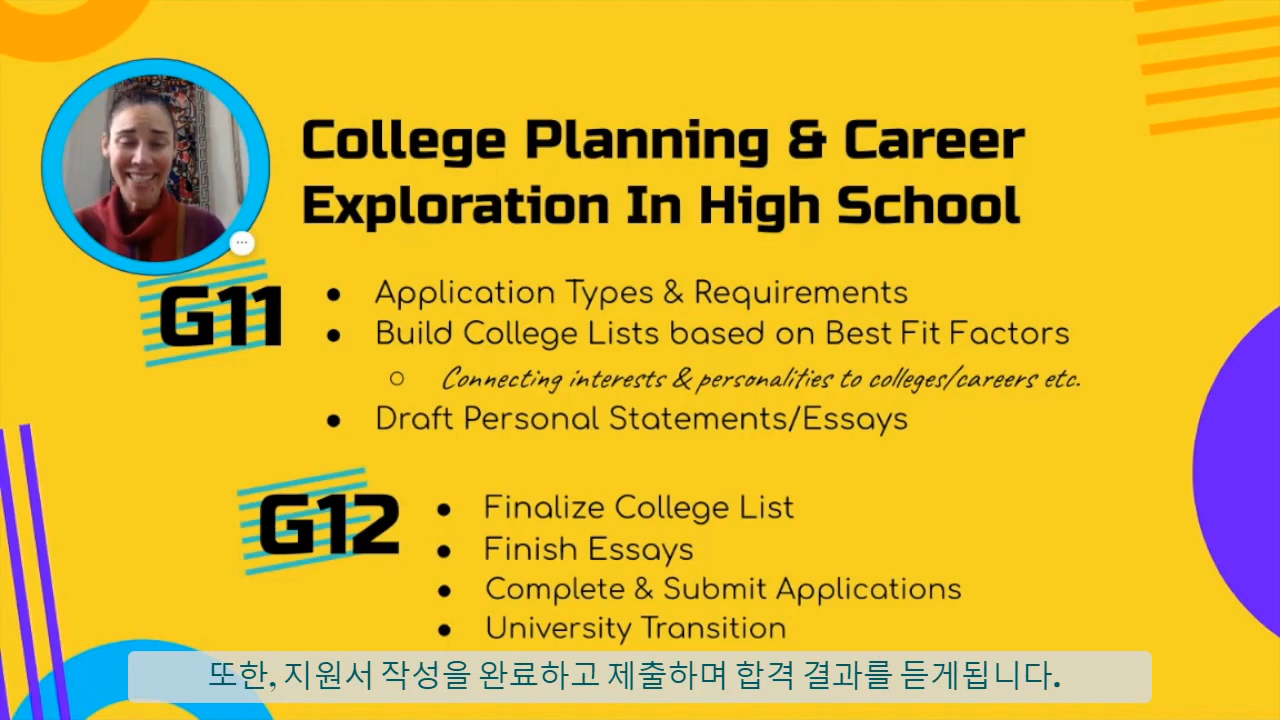 College Planning & Career
Exploration In High School
G11
● Application Types & Requirements
● Build College Lists based on Best Fit Factors
○ Connecting interests & personalities to colleges/careers etc.
● Draft Personal Statements/Essays
G12
● Finalize College List
● Finish Essays
● Complete & Submit Applications
● University Transition
또한, 지원서 작성을 완료하고 제출하며 합격 결과를 듣게됩니다.